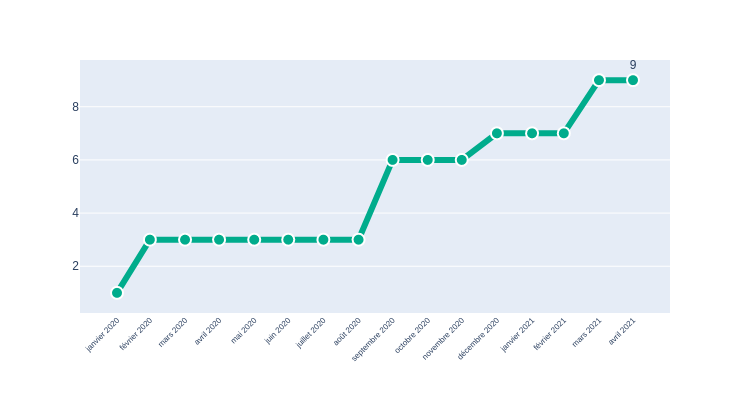 9
8
6
4
2
janvier 2020
février 2020
mars 2020
avril 2020
mai 2020
juin 2020
juillet 2020
août 2020
septembre 2020
octobre 2020
novembre 2020
décembre 2020
janvier 2021
février 2021
mars 2021
avril 2021